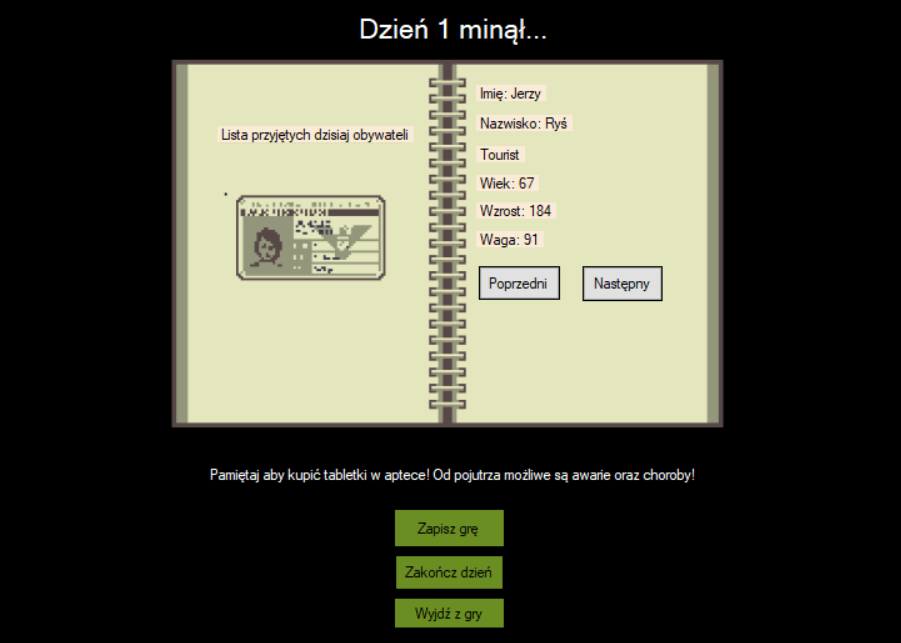 Dzień 1 minął...
Lista przyjętych dzisiaj obywateli
Imię: Jerzy
Nazwisko: Ryś
Tourist
Wiek: 67
Wzrost: 184
Waga: 91
Poprzedni
Następny
Pamiętaj aby kupić tabletki w aptece! Od pojutrza możliwe są awarie oraz choroby!
Zapisz grę
Zakończ dzień
Wyjdź z gry